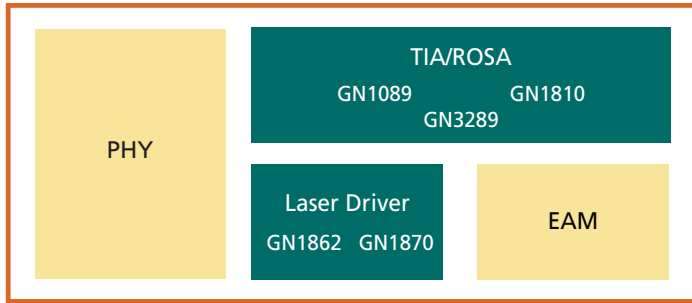 PHY
TIA/ROSA
GN1089 GN1810
GN3289
Laser Driver
GN1862 GN1870
EAM